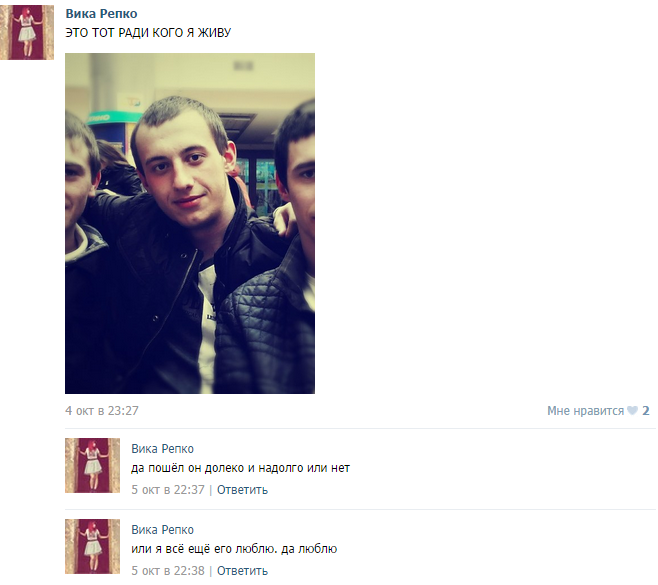 Вика Репко
ЭТО ТОТ РАДИ КОГО Я ЖИВУ
4 окт в 23:27
Мне нравится 2
Вика Репко
да пошёл он долеко и надолго или нет
5 окт в 22:37 | Ответить
Вика Репко
или я всё ещё его люблю. да люблю
5 окт в 22:38 | Ответить